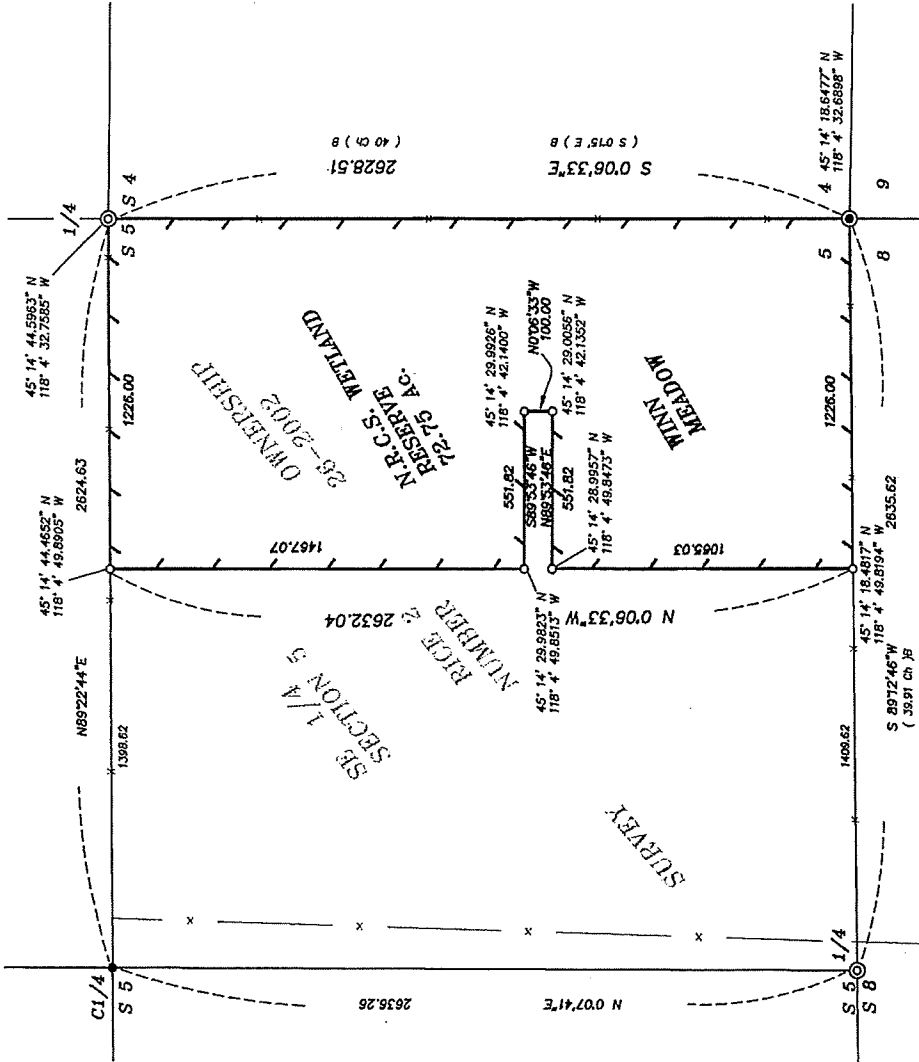 C1/4
S 5
N89°22'44"E
1398.62
45° 14' 44.4652" N
118° 4' 49.8905" W
2624.63
1226.00
45° 14' 44.5963" N
118° 4' 32.7585" W
1/4
S 5
S 4
2628.51
( 40 Ch ) B
S 0°06'33"E
( S 0°15' E ) B
OWNERSHIP
26-2002
N.R.C.S. WETLAND
RESERVE
72.75 Ac.
1467.07
2632.04
N 0°06'33"W
1065.03
45° 14' 29.9926" N
118° 4' 42.1400" W
N0°06'33"W
100.00
45° 14' 29.0056" N
118° 4' 42.1352" W
551.82
S89°53'46"W
N89°53'46"E
551.82
45° 14' 28.9957" N
118° 4' 49.8473" W
45° 14' 29.9823" N
118° 4' 49.8513" W
WINN
MEADOW
SE 1/4
SECTION 5
RICE 2
NUMBER
SURVEY
2636.26
N 0°07'41"E
1/4
S 5
S 8
1409.62
45° 14' 18.4817" N
118° 4' 49.8194" W
S 89°12'46"W
( 39.91 Ch )B
2635.62
1226.00
5
4
8
9
45° 14' 18.6477" N
118° 4' 32.6898" W